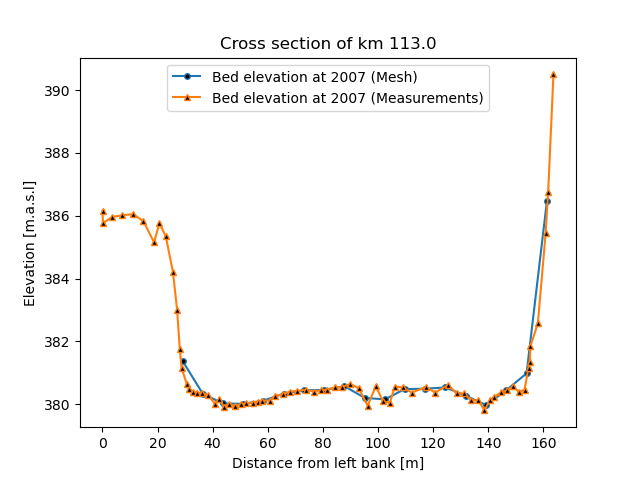 Cross section of km 113.0
Bed elevation at 2007 (Mesh)
Bed elevation at 2007 (Measurements)
Elevation [m.a.s.l]
390
388
386
384
382
380
0 20 40 60 80 100 120 140 160
Distance from left bank [m]